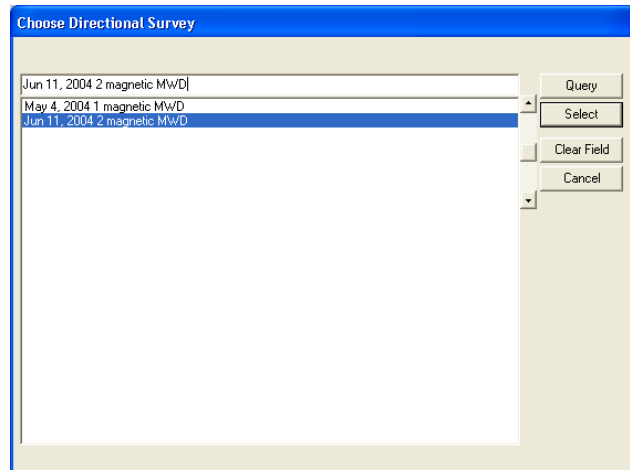 Choose Directional Survey
Jun 11, 2004 2 magnetic MWD
May 4, 2004 1 magnetic MWD
Jun 11, 2004 2 magnetic MWD
Query
Select
Clear Field
Cancel